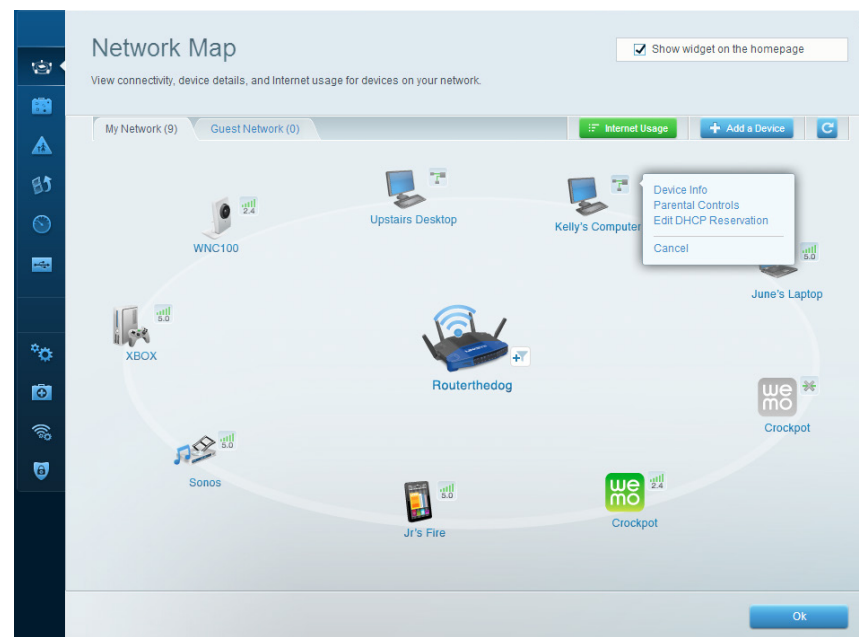 Network Map
Show widget on the homepage
View connectivity, device details, and Internet usage for devices on your network.
My Network (9)
Guest Network (0)
Internet Usage
Add a Device
Upstairs Desktop
Kelly's Computer
Device Info
Parental Controls
Edit DHCP Reservation
Cancel
2.4
WNC100
5.0
June's Laptop
5.0
XBOX
Routerthedog
we
mo
Crockpot
5.0
Sonos
5.0
Jr's Fire
we
mo
2.4
Crockpot
Ok